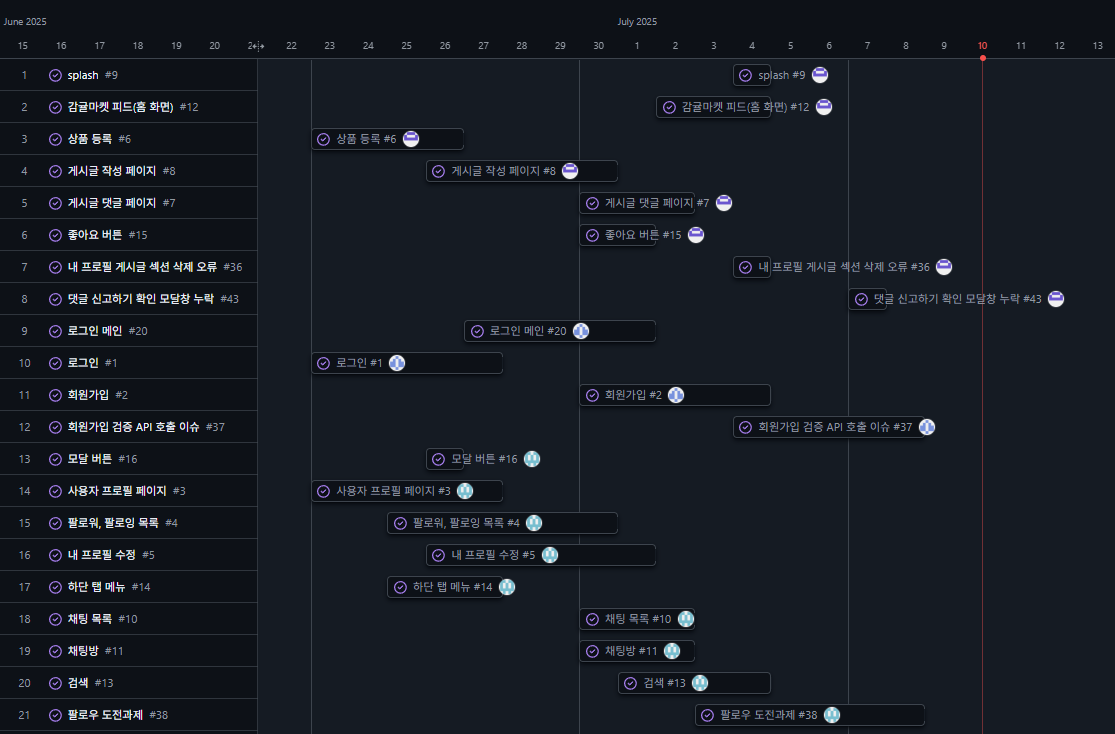 June 2025 July 2025
15 16 17 18 19 20 22 23 24 25 26 27 28 29 30 1 2 3 4 5 6 7 8 9 10 11 12 13
1 splash #9 splash #9
2 감귤마켓 피드(홈 화면) #12 감귤마켓 피드(홈 화면) #12
3 상품 등록 #6 상품 등록 #6
4 게시글 작성 페이지 #8 게시글 작성 페이지 #8
5 게시글 댓글 페이지 #7 게시글 댓글 페이지 #7
6 좋아요 버튼 #15 좋아요 버튼 #15
7 내 프로필 게시글 섹션 삭제 오류 #36 내 프로필 게시글 섹션 삭제 오류 #36
8 댓글 신고하기 확인 모달창 누락 #43 댓글 신고하기 확인 모달창 누락 #43
9 로그인 메인 #20 로그인 메인 #20
10 로그인 #1 로그인 #1
11 회원가입 #2 회원가입 #2
12 회원가입 검증 API 호출 이슈 #37 회원가입 검증 API 호출 이슈 #37
13 모달 버튼 #16 모달 버튼 #16
14 사용자 프로필 페이지 #3 사용자 프로필 페이지 #3
15 팔로워, 팔로잉 목록 #4 팔로워, 팔로잉 목록 #4
16 내 프로필 수정 #5 내 프로필 수정 #5
17 하단 탭 메뉴 #14 하단 탭 메뉴 #14
18 채팅 목록 #10 채팅 목록 #10
19 채팅방 #11 채팅방 #11
20 검색 #13 검색 #13
21 팔로우 도전과제 #38 팔로우 도전과제 #38